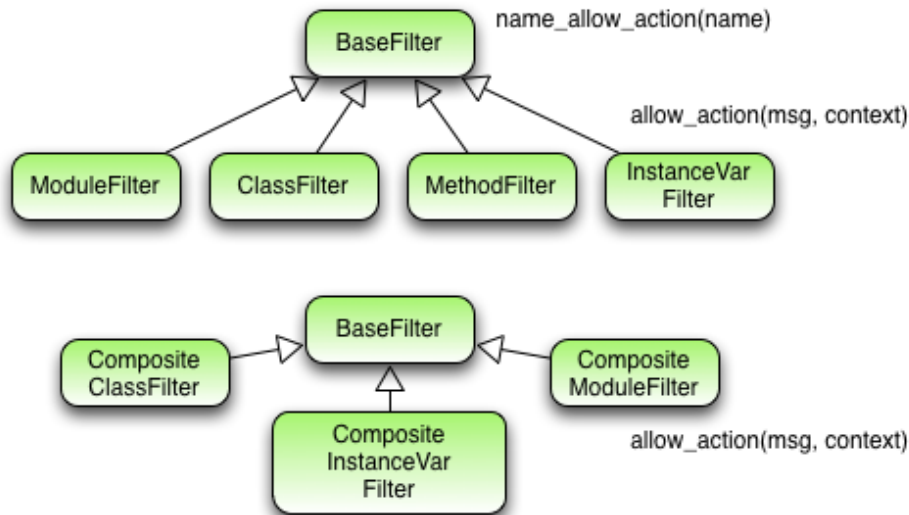 name_allow_action(name)
BaseFilter
allow_action(msg, context)
ModuleFilter
ClassFilter
MethodFilter
InstanceVar
Filter
BaseFilter
Composite
ClassFilter
Composite
ModuleFilter
Composite
InstanceVar
Filter
allow_action(msg, context)